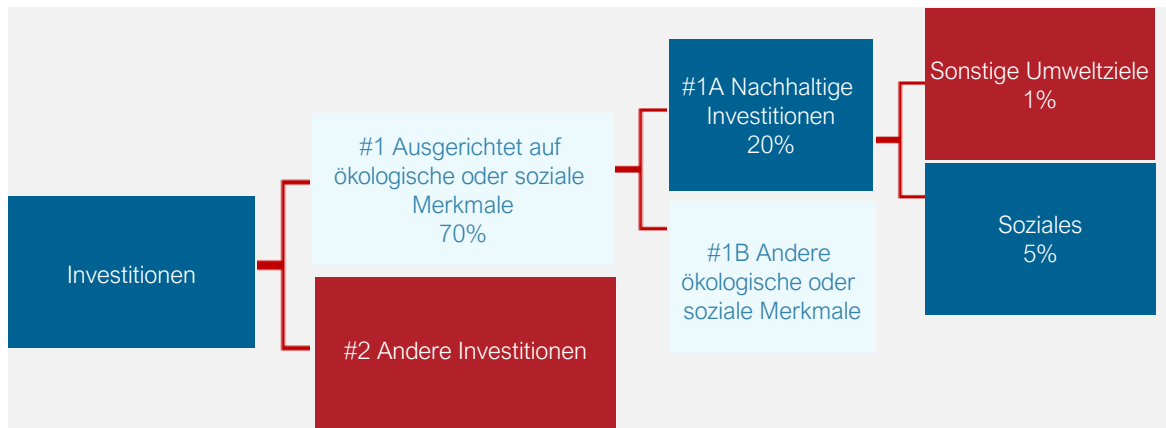 Investitionen
#1 Ausgerichtet auf
ökologische oder soziale
Merkmale
70%
#2 Andere Investitionen
#1A Nachhaltige
Investitionen
20%
#1B Andere
ökologische oder
soziale Merkmale
Sonstige Umweltziele
1%
Soziales
5%